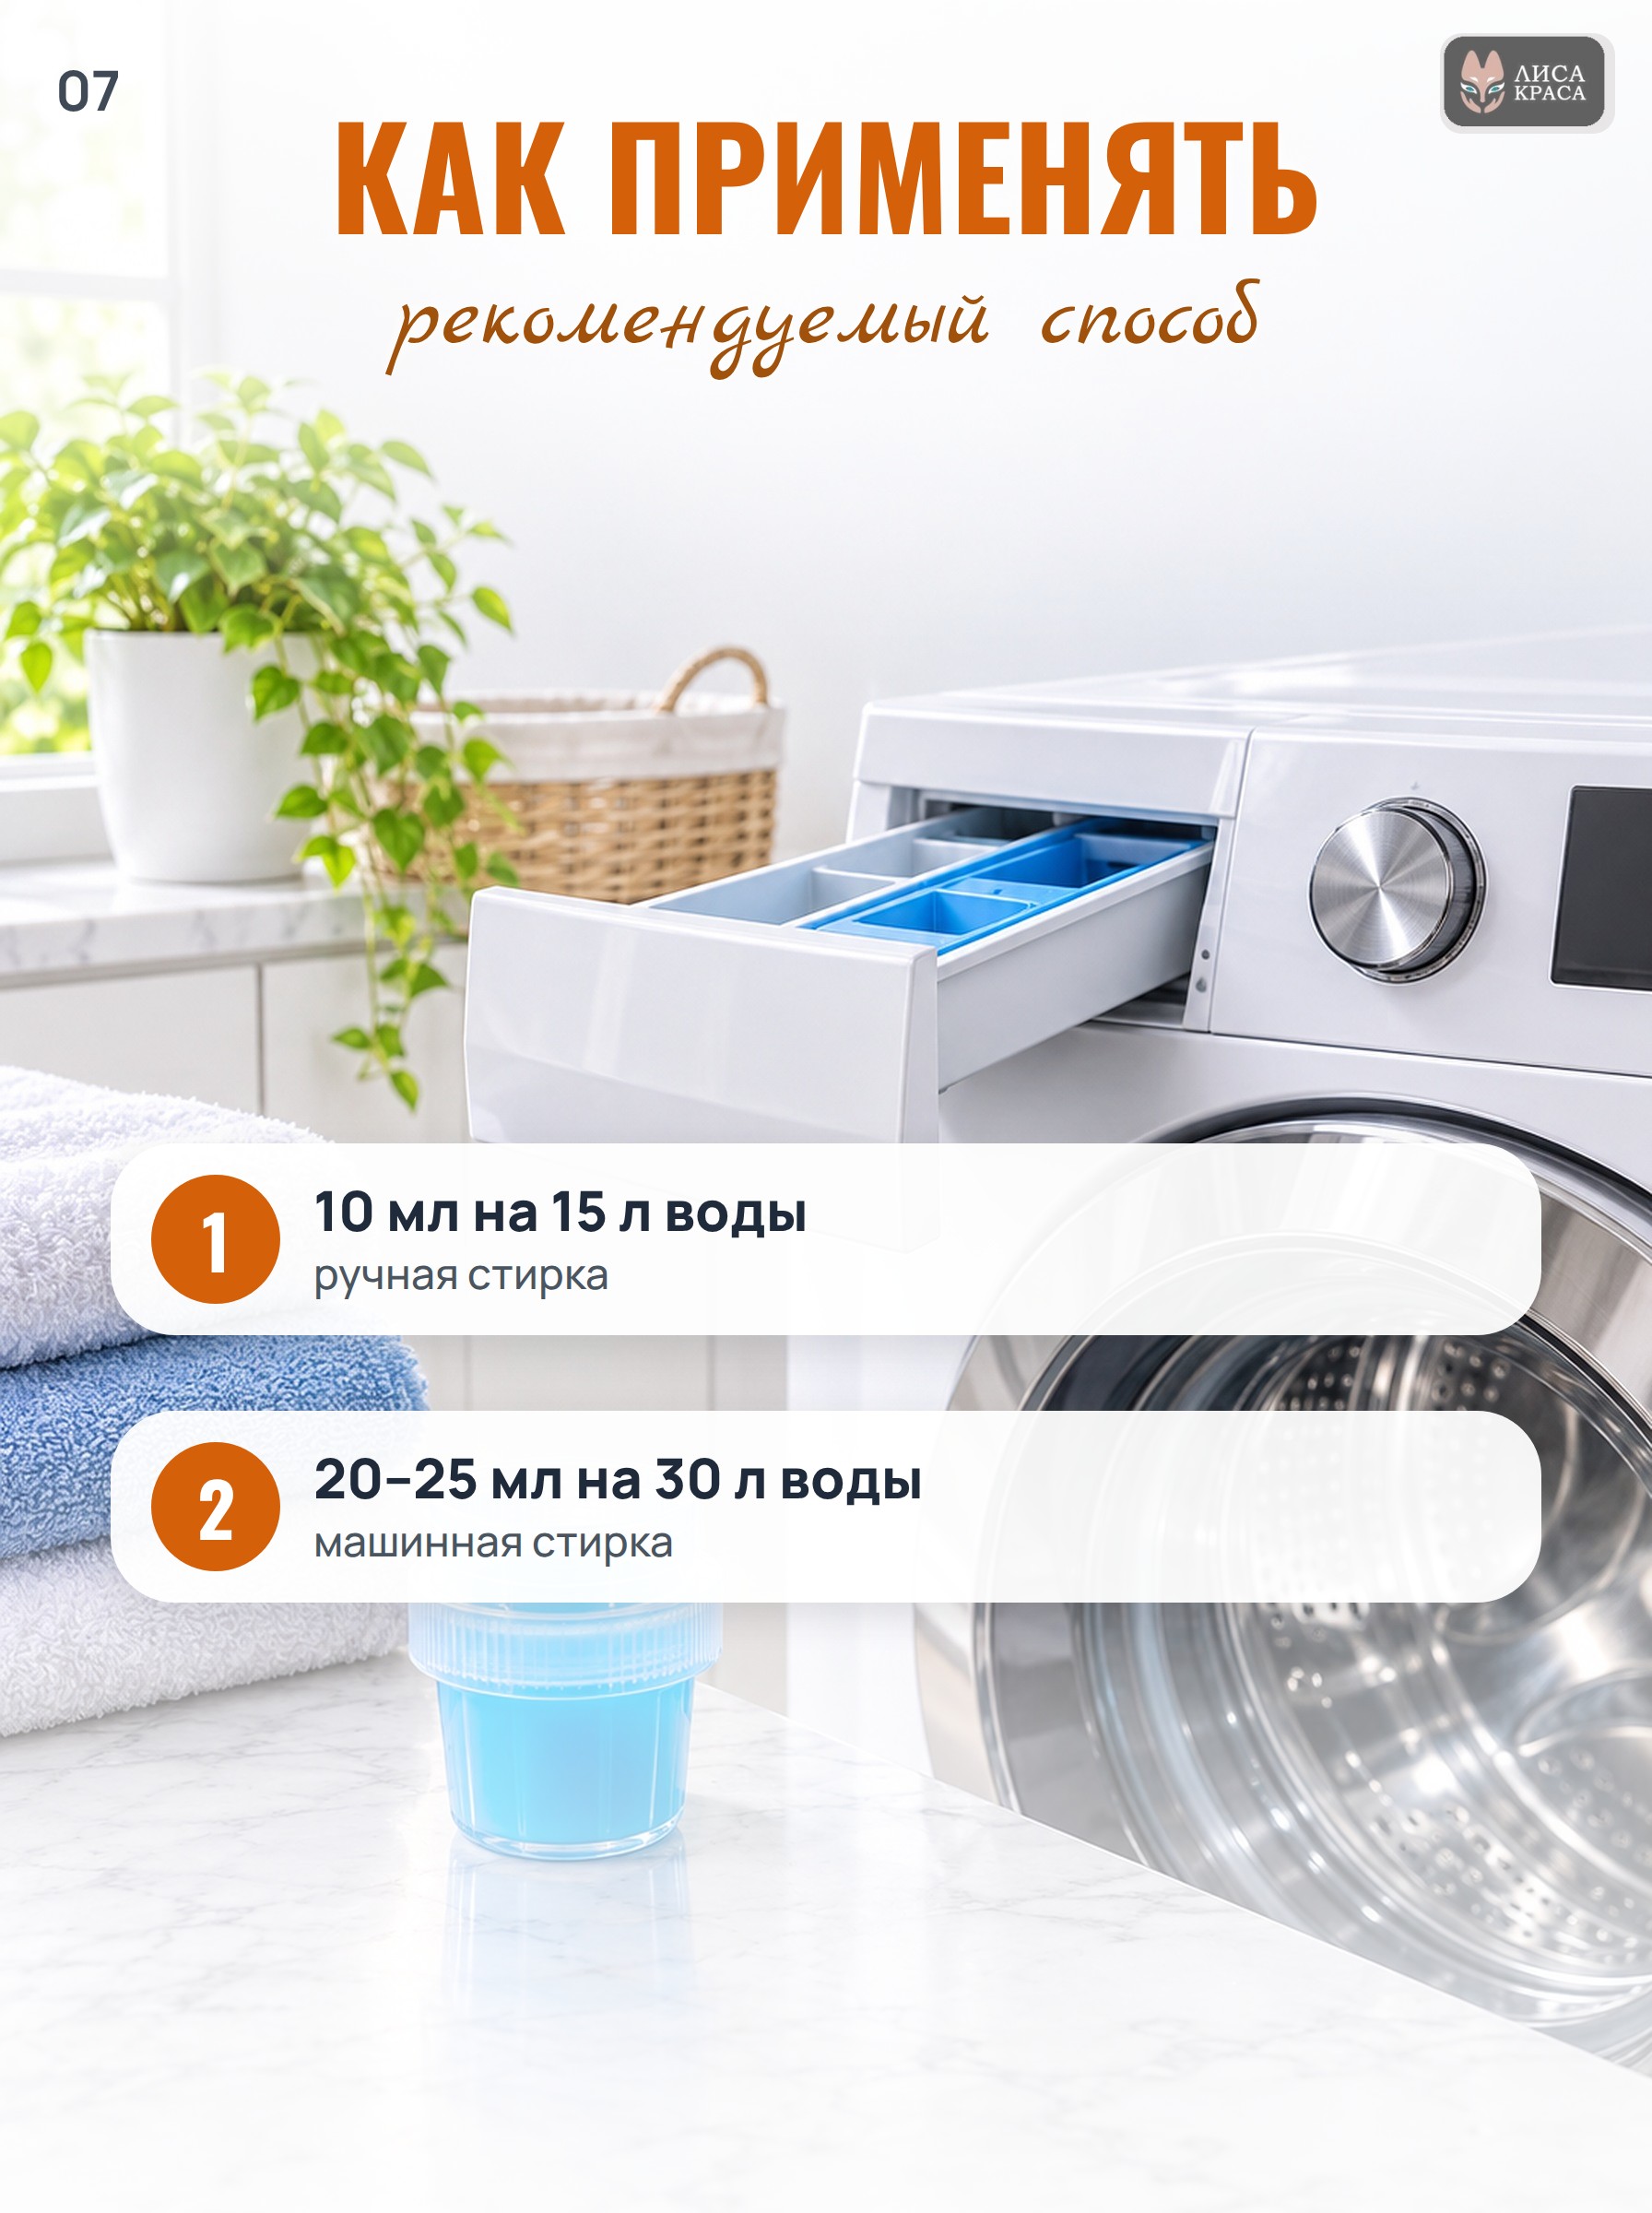 07
ЛИСА
КРАСА
КАК ПРИМЕНЯТЬ
рекомендуемый способ
1
10 мл на 15 л воды
ручная стирка
2
20–25 мл на 30 л воды
машинная стирка